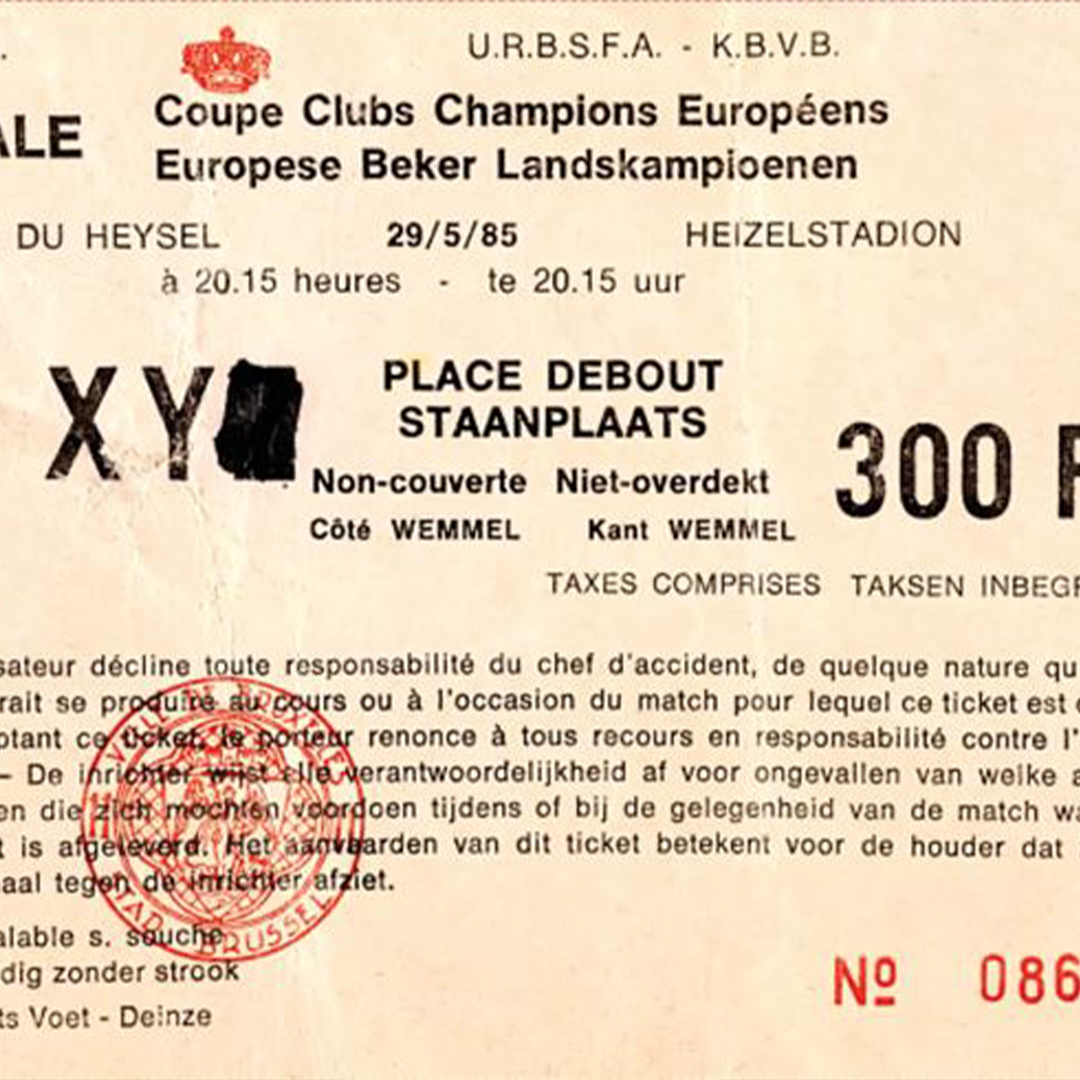 U.R.B.S.F.A. - K.B.V.B.
ALE
Coupe Clubs Champions Européens
Europese Beker Landskampioenen
DU HEYSEL 29/5/85 HEIZELSTADION
à 20.15 heures - te 20.15 uur
X Y
PLACE DEBOUT
STAANPLAATS
Non-couverte Niet-overdekt
Côté WEMMEL Kant WEMMEL
300 F
TAXES COMPRISES TAKSEN INBEGR
sateur décline toute responsabilité du chef d'accident, de quelque nature qu
rait se produire au cours ou à l'occasion du match pour lequel ce ticket est
ptant ce ticket, le porteur renonce à tous recours en responsabilité contre l'
— De inrichter wijst elle verantwoordelijkheid af voor ongevallen van welke a
en die zich mochten voordoen tijdens of bij de gelegenheid van de match wa
t is afgeleverd. Het aanvaarden van dit ticket betekent voor de houder dat
aal tegen de inrichter afziet.
VILLE DE BRUXELLES
STAD BRUSSEL
alable s. souche
dig zonder strook
ts Voet - Deinze
Nº 086